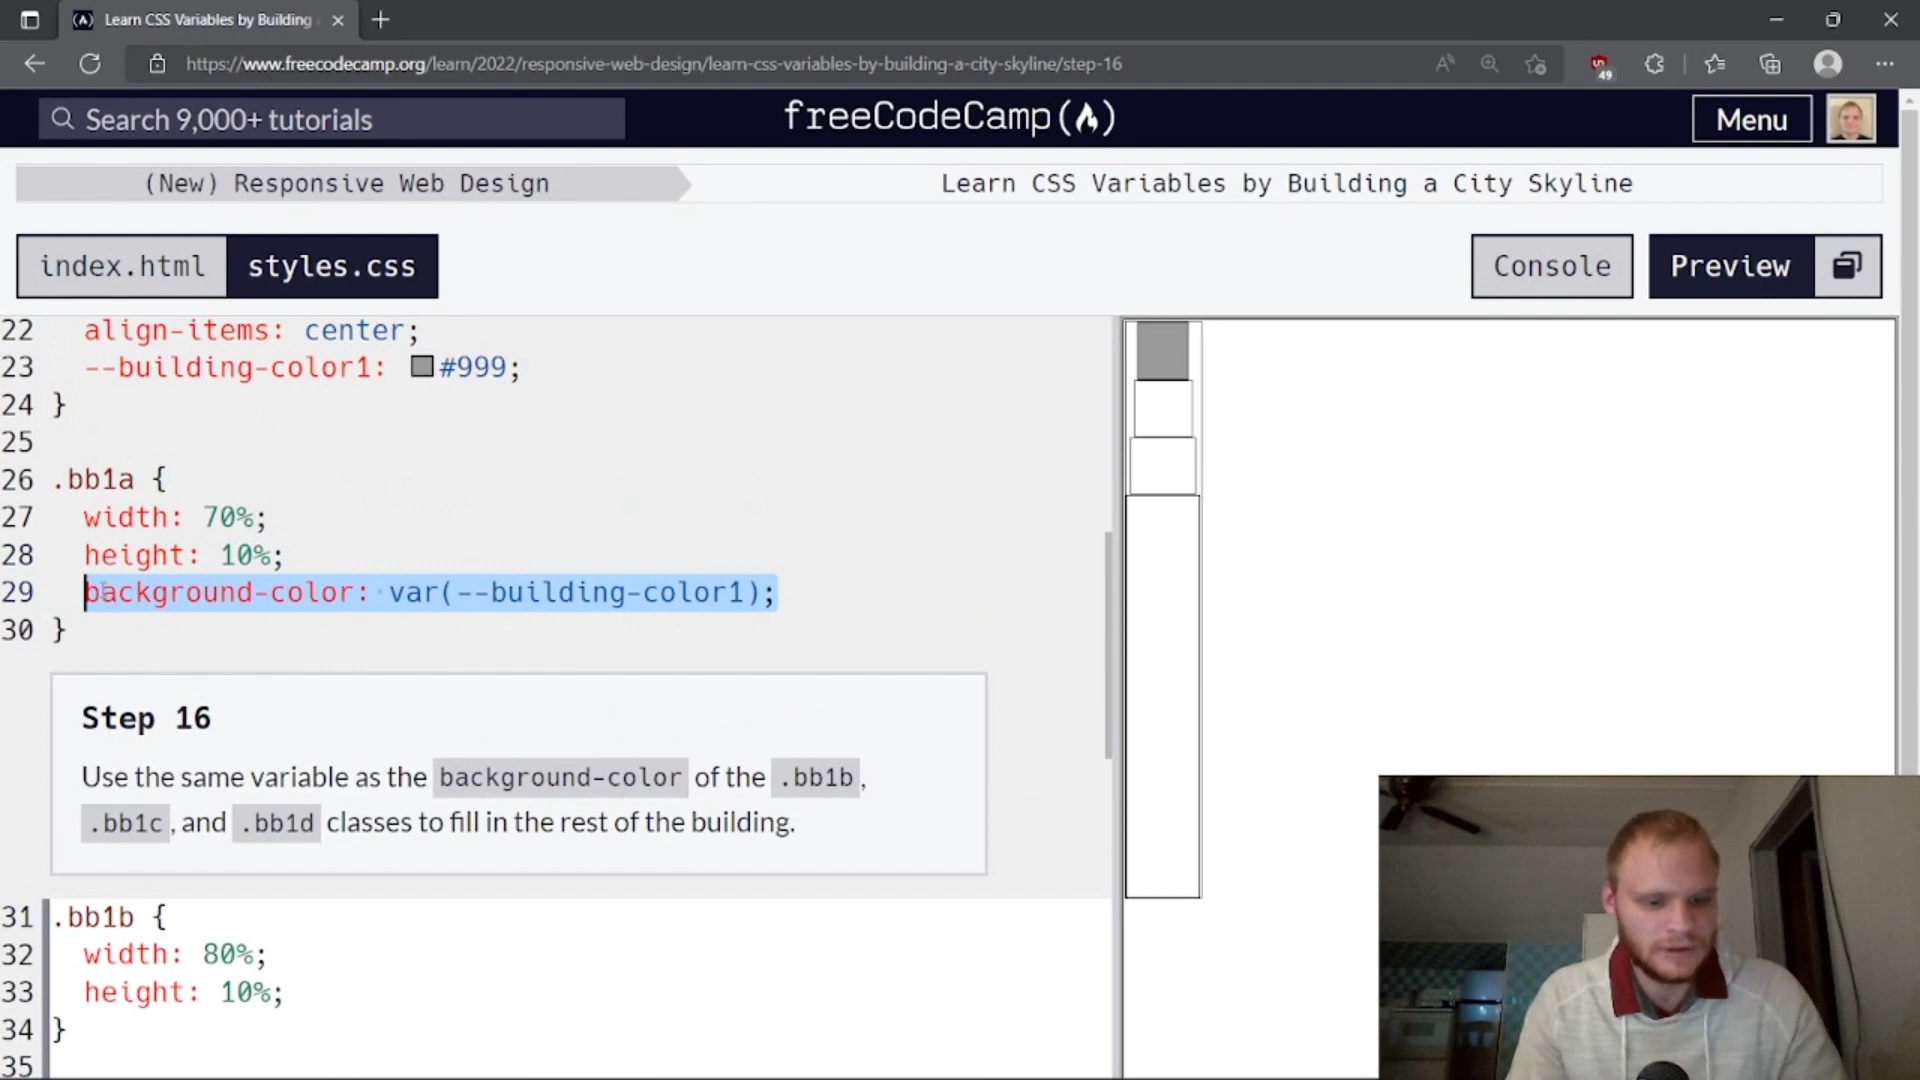 Learn CSS Variables by Building
https://www.freecodecamp.org/learn/2022/responsive-web-design/learn-css-variables-by-building-a-city-skyline/step-16
49
Search 9,000+ tutorials
freeCodeCamp
Menu
(New) Responsive Web Design
Learn CSS Variables by Building a City Skyline
index.html
styles.css
Console
Preview
22 align-items: center;
23 --building-color1: #999;
24 }
25
26 .bb1a {
27 width: 70%;
28 height: 10%;
29 background-color: var(--building-color1);
30 }
Step 16
Use the same variable as the background-color of the .bb1b,
.bb1c, and .bb1d classes to fill in the rest of the building.
31 .bb1b {
32 width: 80%;
33 height: 10%;
34 }
35